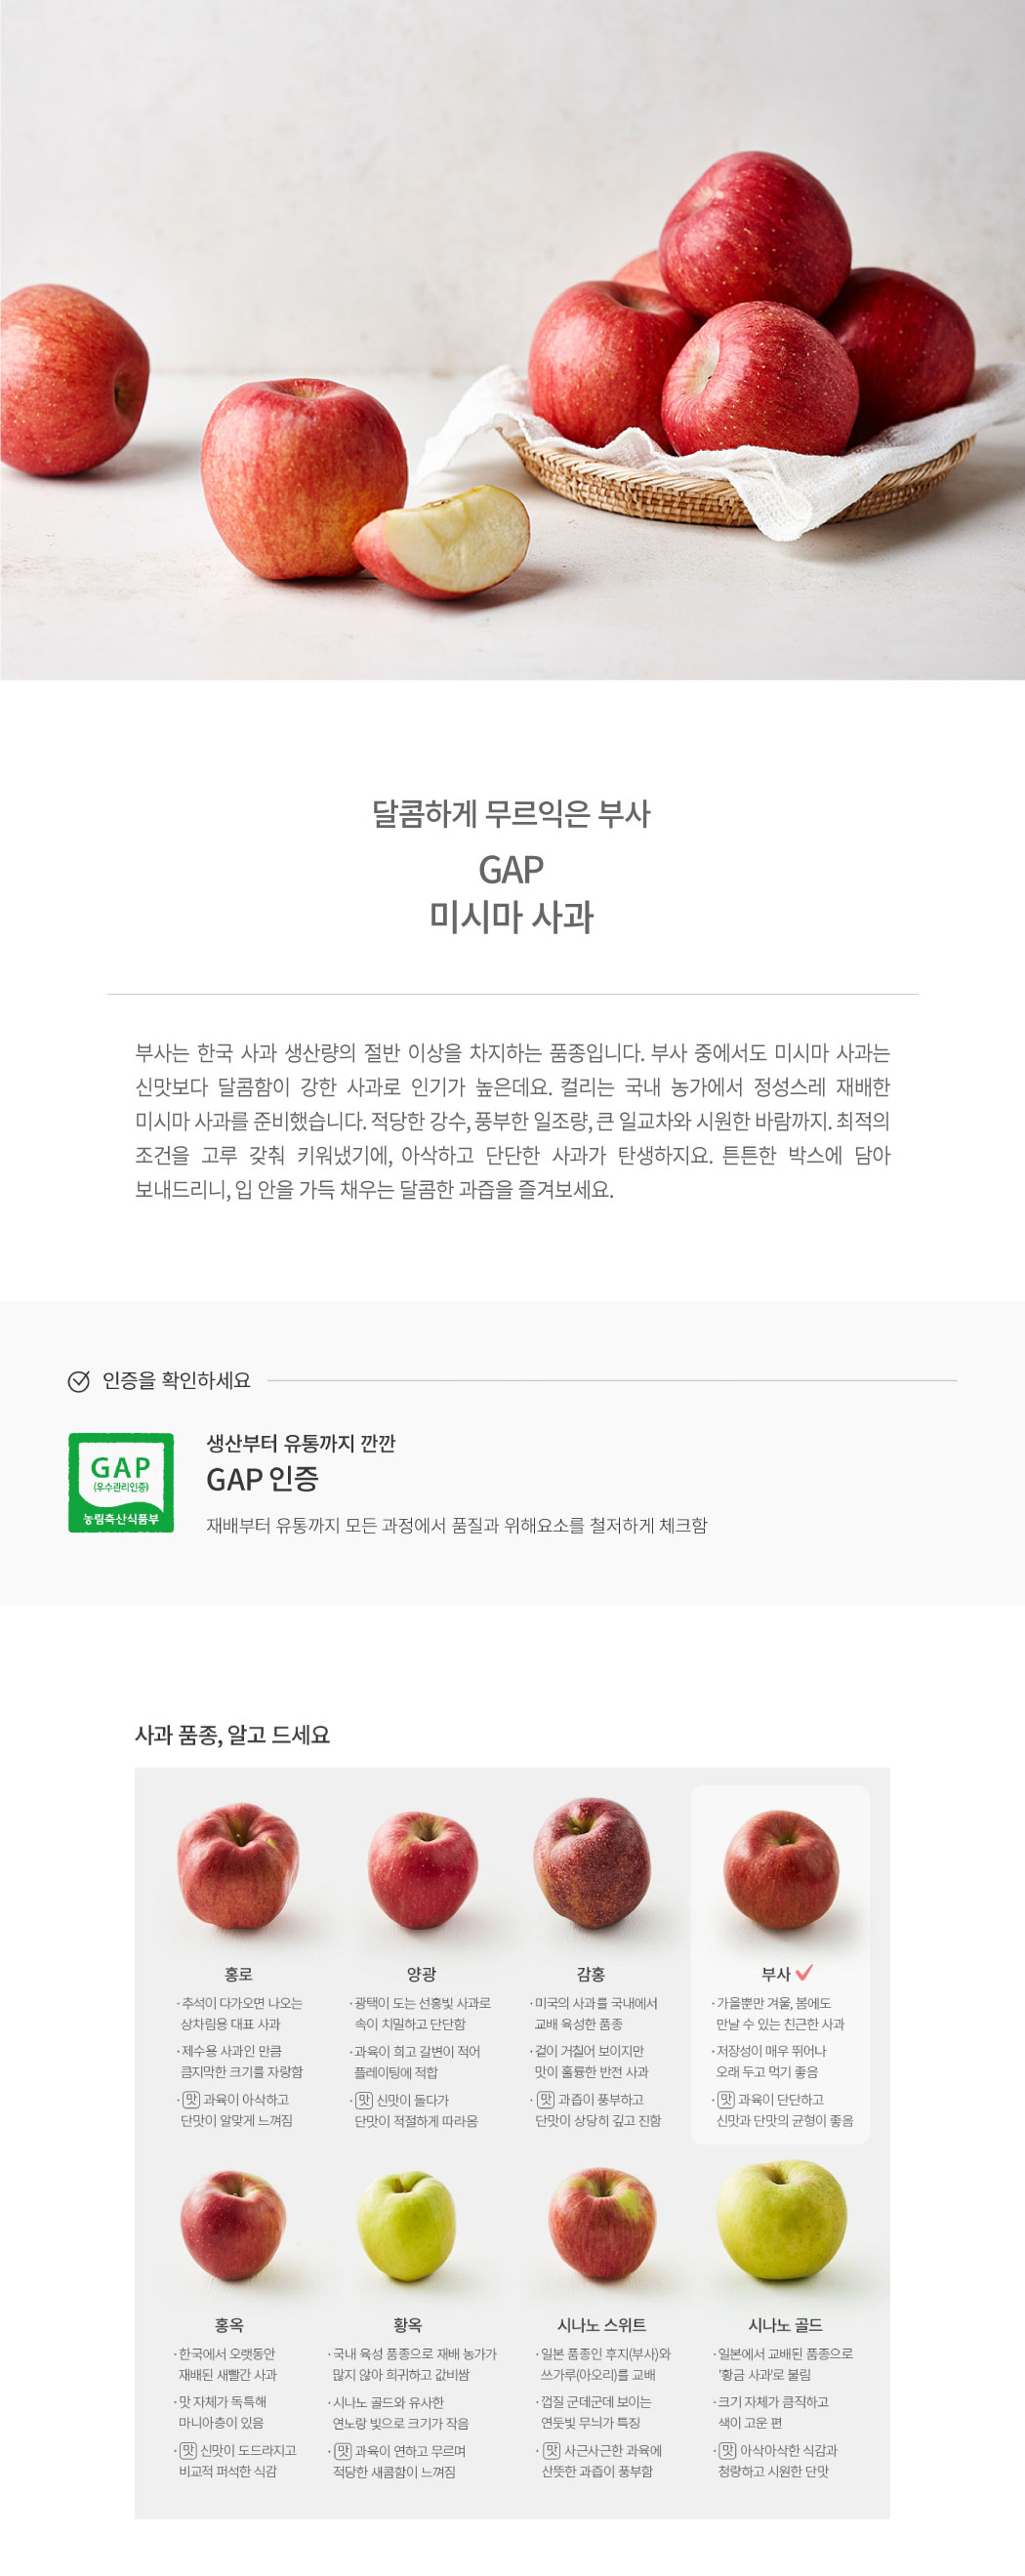 달콤하게 무르익은 부사
GAP
미시마 사과
부사는 한국 사과 생산량의 절반 이상을 차지하는 품종입니다. 부사 중에서도 미시마 사과는
신맛보다 달콤함이 강한 사과로 인기가 높은데요. 컬리는 국내 농가에서 정성스레 재배한
미시마 사과를 준비했습니다. 적당한 강수, 풍부한 일조량, 큰 일교차와 시원한 바람까지. 최적의
조건을 고루 갖춰 키워냈기에, 아삭하고 단단한 사과가 탄생하지요. 튼튼한 박스에 담아
보내드리니, 입 안을 가득 채우는 달콤한 과즙을 즐겨보세요.
인증을 확인하세요
GAP
(우수관리인증)
농림축산식품부
생산부터 유통까지 깐깐
GAP 인증
재배부터 유통까지 모든 과정에서 품질과 위해요소를 철저하게 체크함
사과 품종, 알고 드세요
홍로
· 추석이 다가오면 나오는
상차림용 대표 사과
· 제수용 사과인 만큼
큼지막한 크기를 자랑함
· 맛 과육이 아삭하고
단맛이 알맞게 느껴짐
양광
· 광택이 도는 선홍빛 사과로
속이 치밀하고 단단함
· 과육이 희고 갈변이 적어
플레이팅에 적합
· 맛 신맛이 돌다가
단맛이 적절하게 따라옴
감홍
· 미국의 사과를 국내에서
교배 육성한 품종
· 겉이 거칠어 보이지만
맛이 훌륭한 반전 사과
· 맛 과즙이 풍부하고
단맛이 상당히 깊고 진함
부사
· 가을뿐만 겨울, 봄에도
만날 수 있는 친근한 사과
· 저장성이 매우 뛰어나
오래 두고 먹기 좋음
· 맛 과육이 단단하고
신맛과 단맛의 균형이 좋음
홍옥
· 한국에서 오랫동안
재배된 새빨간 사과
· 맛 자체가 독특해
마니아층이 있음
· 맛 신맛이 도드라지고
비교적 퍼석한 식감
황옥
· 국내 육성 품종으로 재배 농가가
많지 않아 희귀하고 값비쌈
· 시나노 골드와 유사한
연노랑 빛으로 크기가 작음
· 맛 과육이 연하고 무르며
적당한 새콤함이 느껴짐
시나노 스위트
· 일본 품종인 후지(부사)와
쓰가루(아오리)를 교배
· 껍질 군데군데 보이는
연둣빛 무늬가 특징
· 맛 사근사근한 과육에
산뜻한 과즙이 풍부함
시나노 골드
· 일본에서 교배된 품종으로
'황금 사과'로 불림
· 크기 자체가 큼직하고
색이 고운 편
· 맛 아삭아삭한 식감과
청량하고 시원한 단맛